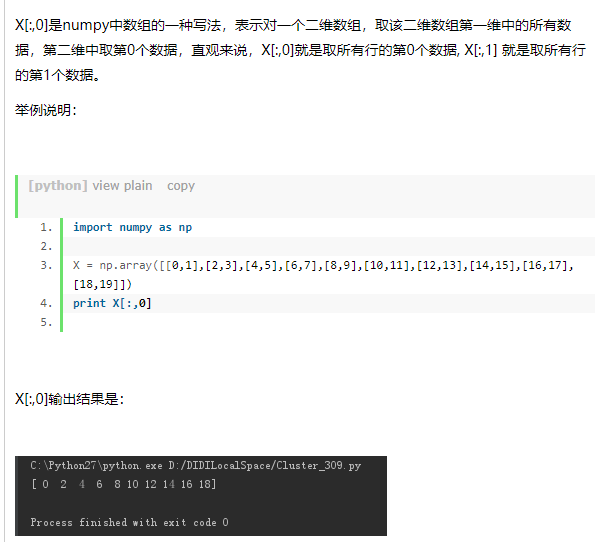 X[:,0]是numpy中数组的一种写法，表示对一个二维数组，取该二维数组第一维中的所有数
据，第二维中取第0个数据，直观来说，X[:,0]就是取所有行的第0个数据, X[:,1] 就是取所有行
的第1个数据。
举例说明：
[python] view plain copy
1. import numpy as np
2.
3. X = np.array([[0,1],[2,3],[4,5],[6,7],[8,9],[10,11],[12,13],[14,15],[16,17],
[18,19]])
4. print X[:,0]
5.
X[:,0]输出结果是：
C:\Python27\python.exe D:/DIDILocalSpace/Cluster_309.py
[ 0  2  4  6  8 10 12 14 16 18]
Process finished with exit code 0